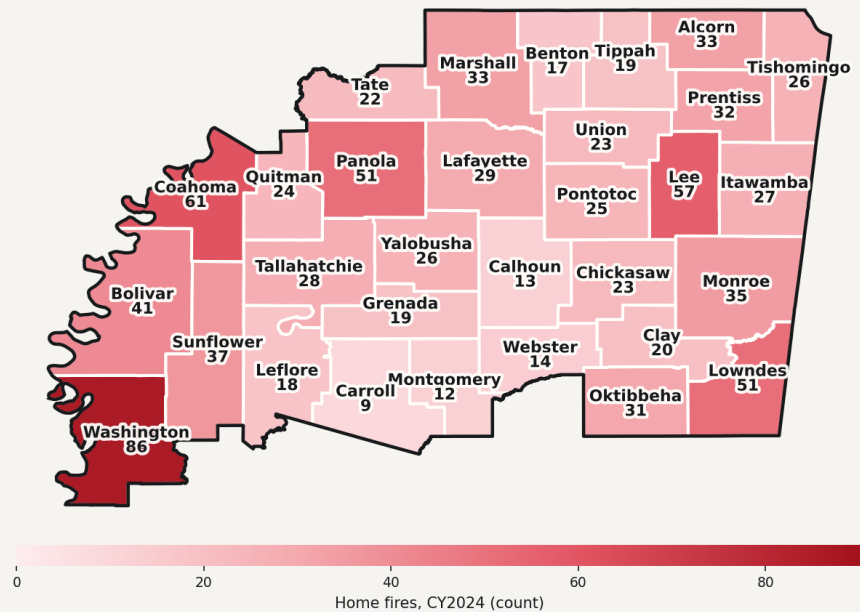 Alcorn
33
Benton
17
Tippah
19
Marshall
33
Tishomingo
26
Tate
22
Prentiss
32
Union
23
Panola
51
Lafayette
29
Quitman
24
Coahoma
61
Lee
57
Itawamba
27
Pontotoc
25
Yalobusha
26
Tallahatchie
28
Calhoun
13
Chickasaw
23
Monroe
35
Bolivar
41
Grenada
19
Sunflower
37
Clay
20
Webster
14
Leflore
18
Lowndes
51
Montgomery
12
Carroll
9
Oktibbeha
31
Washington
86
0 20 40 60 80
Home fires, CY2024 (count)